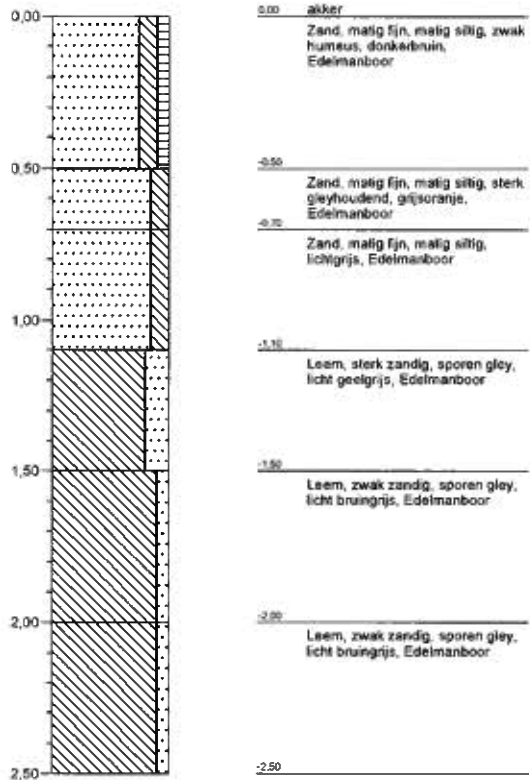 0,00
0,50
1,00
1,50
2,00
2,50
0,00 akker
Zand, matig fijn, matig siltig, zwak
humeus, donkerbruin,
Edelmanboor
-0.50
Zand, matig fijn, matig siltig, sterk
gleyhoudend, grijsoranje,
Edelmanboor
-0.70
Zand, matig fijn, matig siltig,
lichtgrijs, Edelmanboor
-1.10
Leem, sterk zandig, sporen gley,
licht geelgrijs, Edelmanboor
-1.50
Leem, zwak zandig, sporen gley,
licht bruingrijs, Edelmanboor
-2.00
Leem, zwak zandig, sporen gley,
licht bruingrijs, Edelmanboor
-2.50